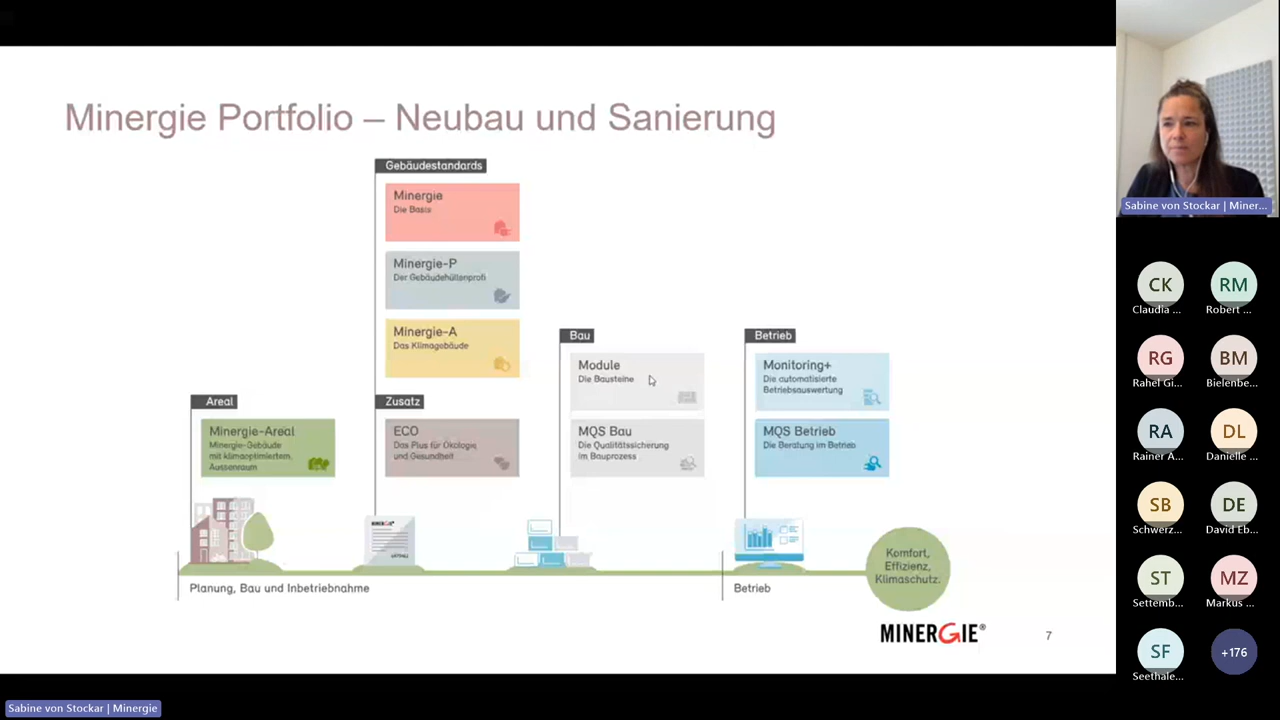 Minergie Portfolio – Neubau und Sanierung
Gebäudestandards
Minergie
Die Basis
Minergie-P
Der Gebäudehüllenprofi
Minergie-A
Das Klimagebäude
Zusatz
ECO
Das Plus für Ökologie
und Gesundheit
Areal
Minergie-Areal
Minergie-Gebäude
mit klimaoptimiertem
Aussenraum
Bau
Module
Die Bausteine
MQS Bau
Die Qualitätssicherung
im Bauprozess
Betrieb
Monitoring+
Die automatisierte
Betriebsauswertung
MQS Betrieb
Die Beratung im Betrieb
MINERGIE®
Planung, Bau und Inbetriebnahme
Betrieb
Komfort,
Effizienz,
Klimaschutz.
MINERGIE®
7
Sabine von Stockar | Miner...
CK
Claudia ...
RM
Robert ...
RG
Rahel Gi...
BM
Bielenbe...
RA
Rainer A...
DL
Danielle ...
SB
Schwerz...
DE
David Eb...
ST
Settemb...
MZ
Markus ...
SF
Seethale...
+176
Sabine von Stockar | Minergie